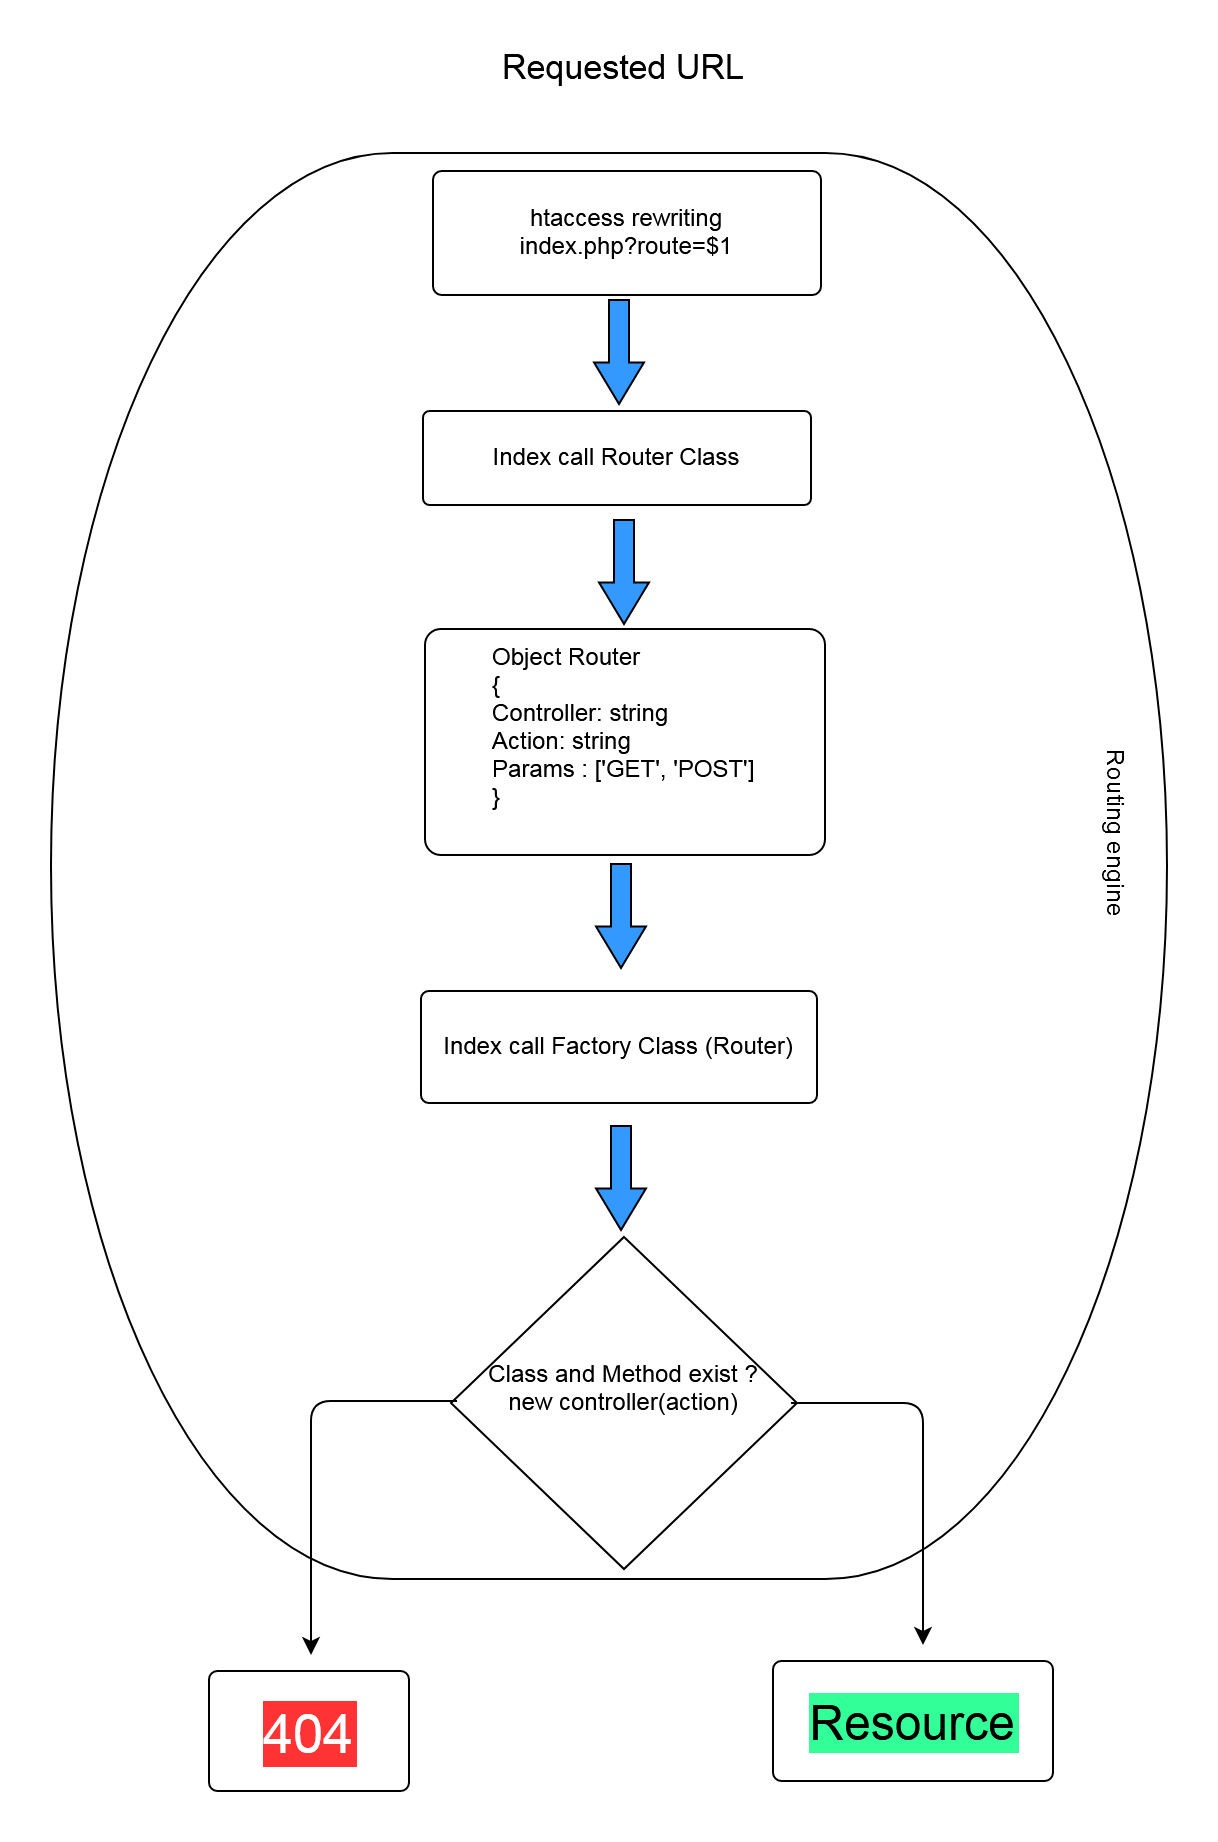 Requested URL
htaccess rewriting
index.php?route=$1
Index call Router Class
Object Router
{
Controller: string
Action: string
Params : ['GET', 'POST']
}
Routing engine
Index call Factory Class (Router)
Class and Method exist ?
new controller(action)
404
Resource